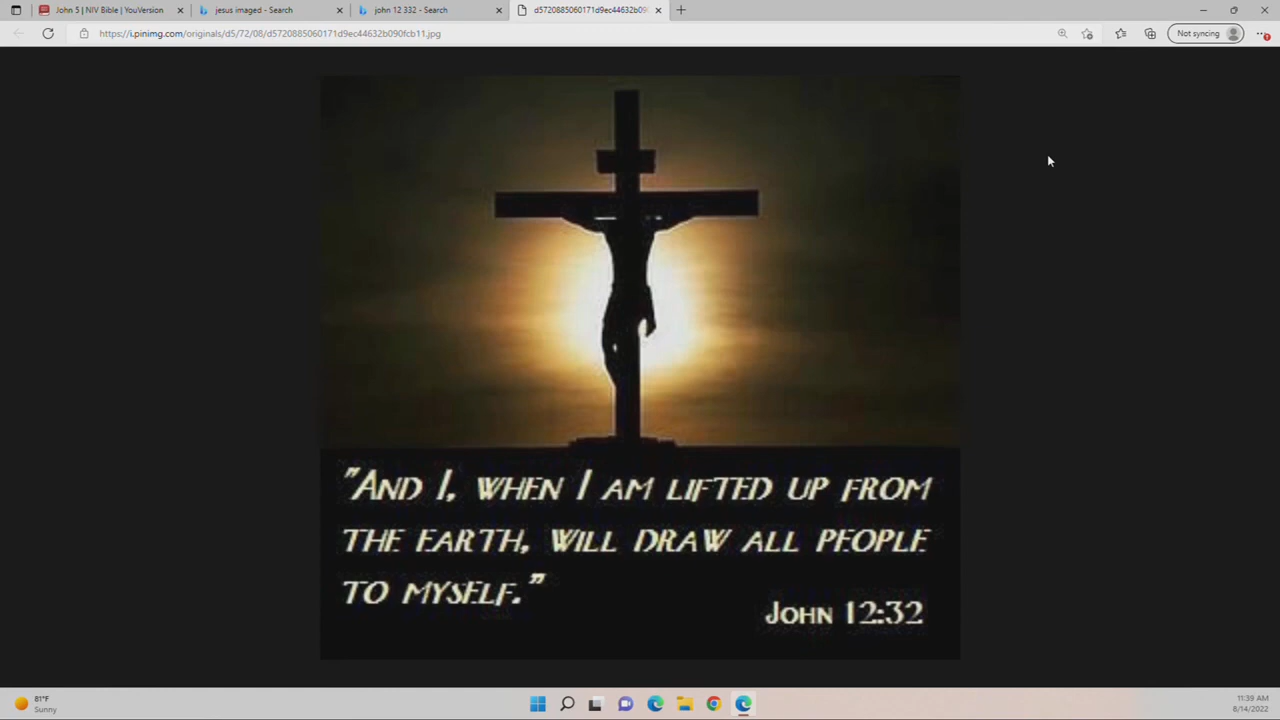 John 5 | NIV Bible | YouVersion
jesus imaged - Search
john 12 332 - Search
d5720885060171d9ec44632b090
https://i.pinimg.com/originals/d5/72/08/d5720885060171d9ec44632b090fcb11.jpg
Not syncing
"AND I, WHEN I AM LIFTED UP FROM
THE EARTH, WILL DRAW ALL PEOPLE
TO MYSELF."
JOHN 12:32
81°F
Sunny
11:39 AM
8/14/2022